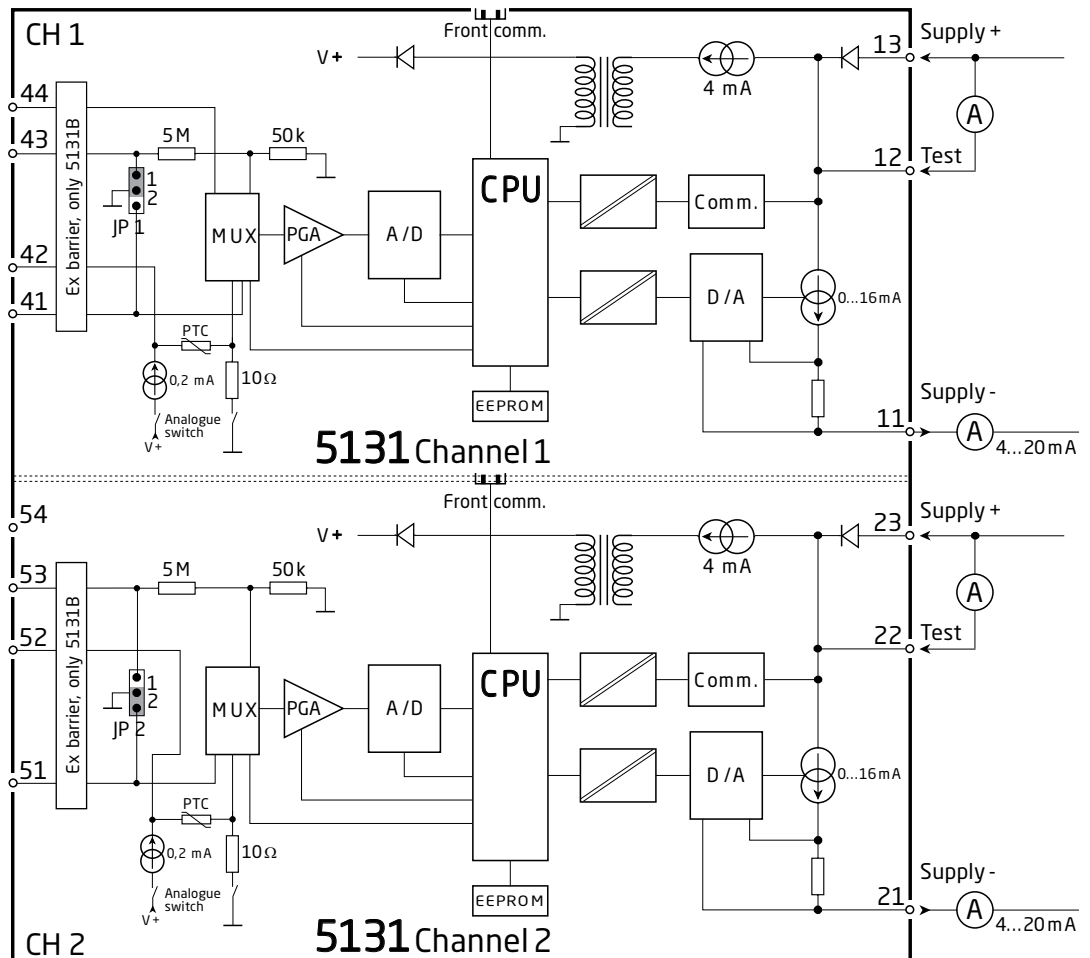 CH 1
Front comm.
13
Supply +
V+
4 mA
44
A
5M
50k
43
12
Test
Ex barrier, only 5131B
1
2
JP 1
CPU
Comm.
MUX
PGA
A/D
42
D/A
0...16mA
41
PTC
0,2 mA
10Ω
EEPROM
Supply -
Analogue
switch
V+
11
A
4...20mA
5131 Channel 1
Front comm.
54
23
Supply +
V+
4 mA
53
5M
50k
A
Ex barrier, only 5131B
52
22
Test
1
2
JP 2
CPU
Comm.
MUX
PGA
A/D
51
D/A
0...16mA
PTC
0,2 mA
10Ω
Supply -
Analogue
switch
EEPROM
21
A
V+
4...20mA
5131 Channel 2
CH 2